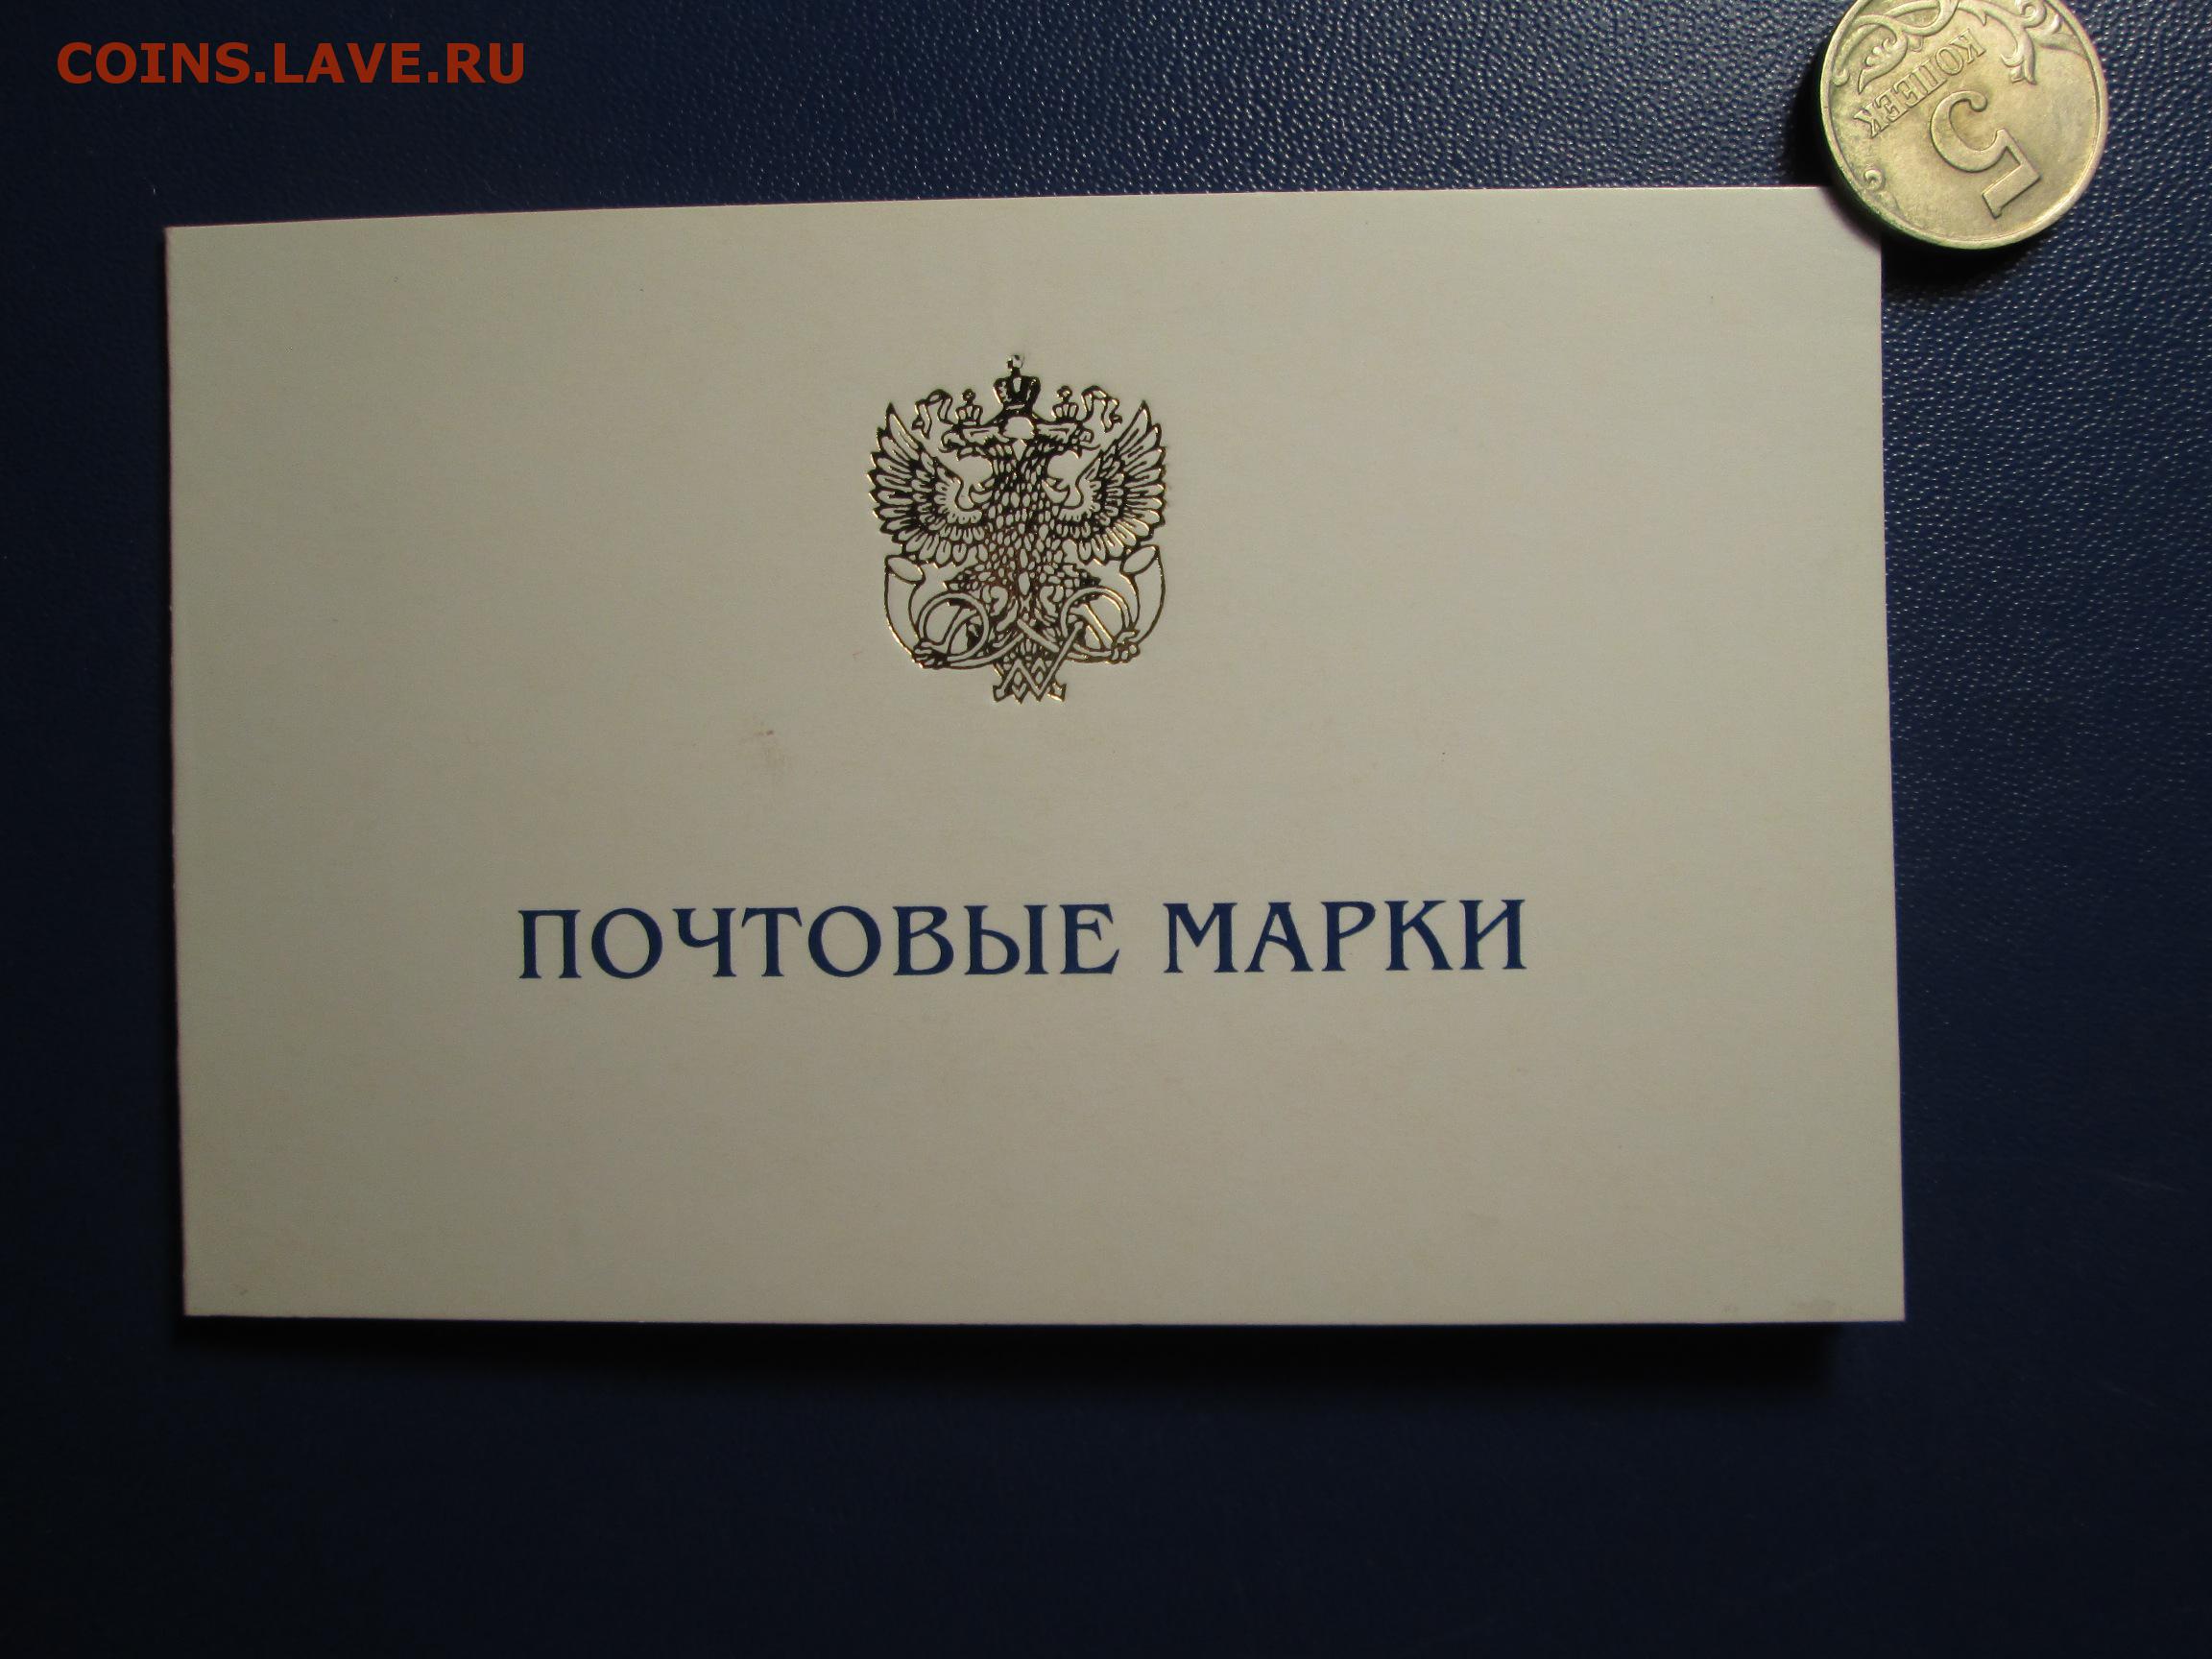 COINS.LAVE.RU
5
КОПЕЕК
ПОЧТОВЫЕ МАРКИ